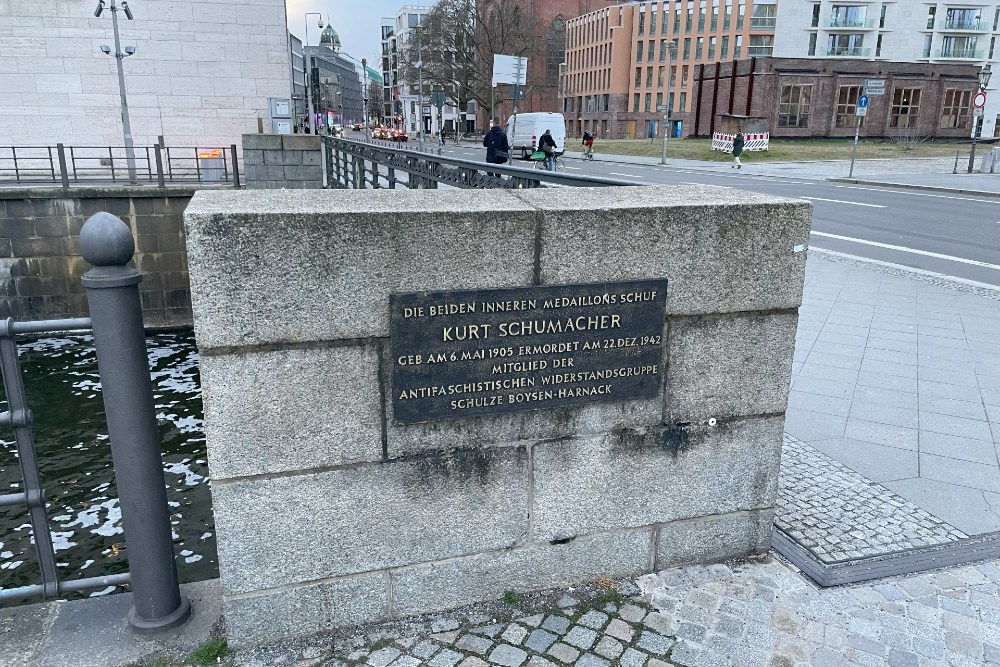 DIE BEIDEN INNEREN MEDAILLONS SCHUF
KURT SCHUMACHER
GEB. AM 6. MAI 1905 ERMORDET AM 22. DEZ. 1942
MITGLIED DER
ANTIFASCHISTISCHEN WIDERSTANDSGRUPPE
SCHULZE BOYSEN-HARNACK